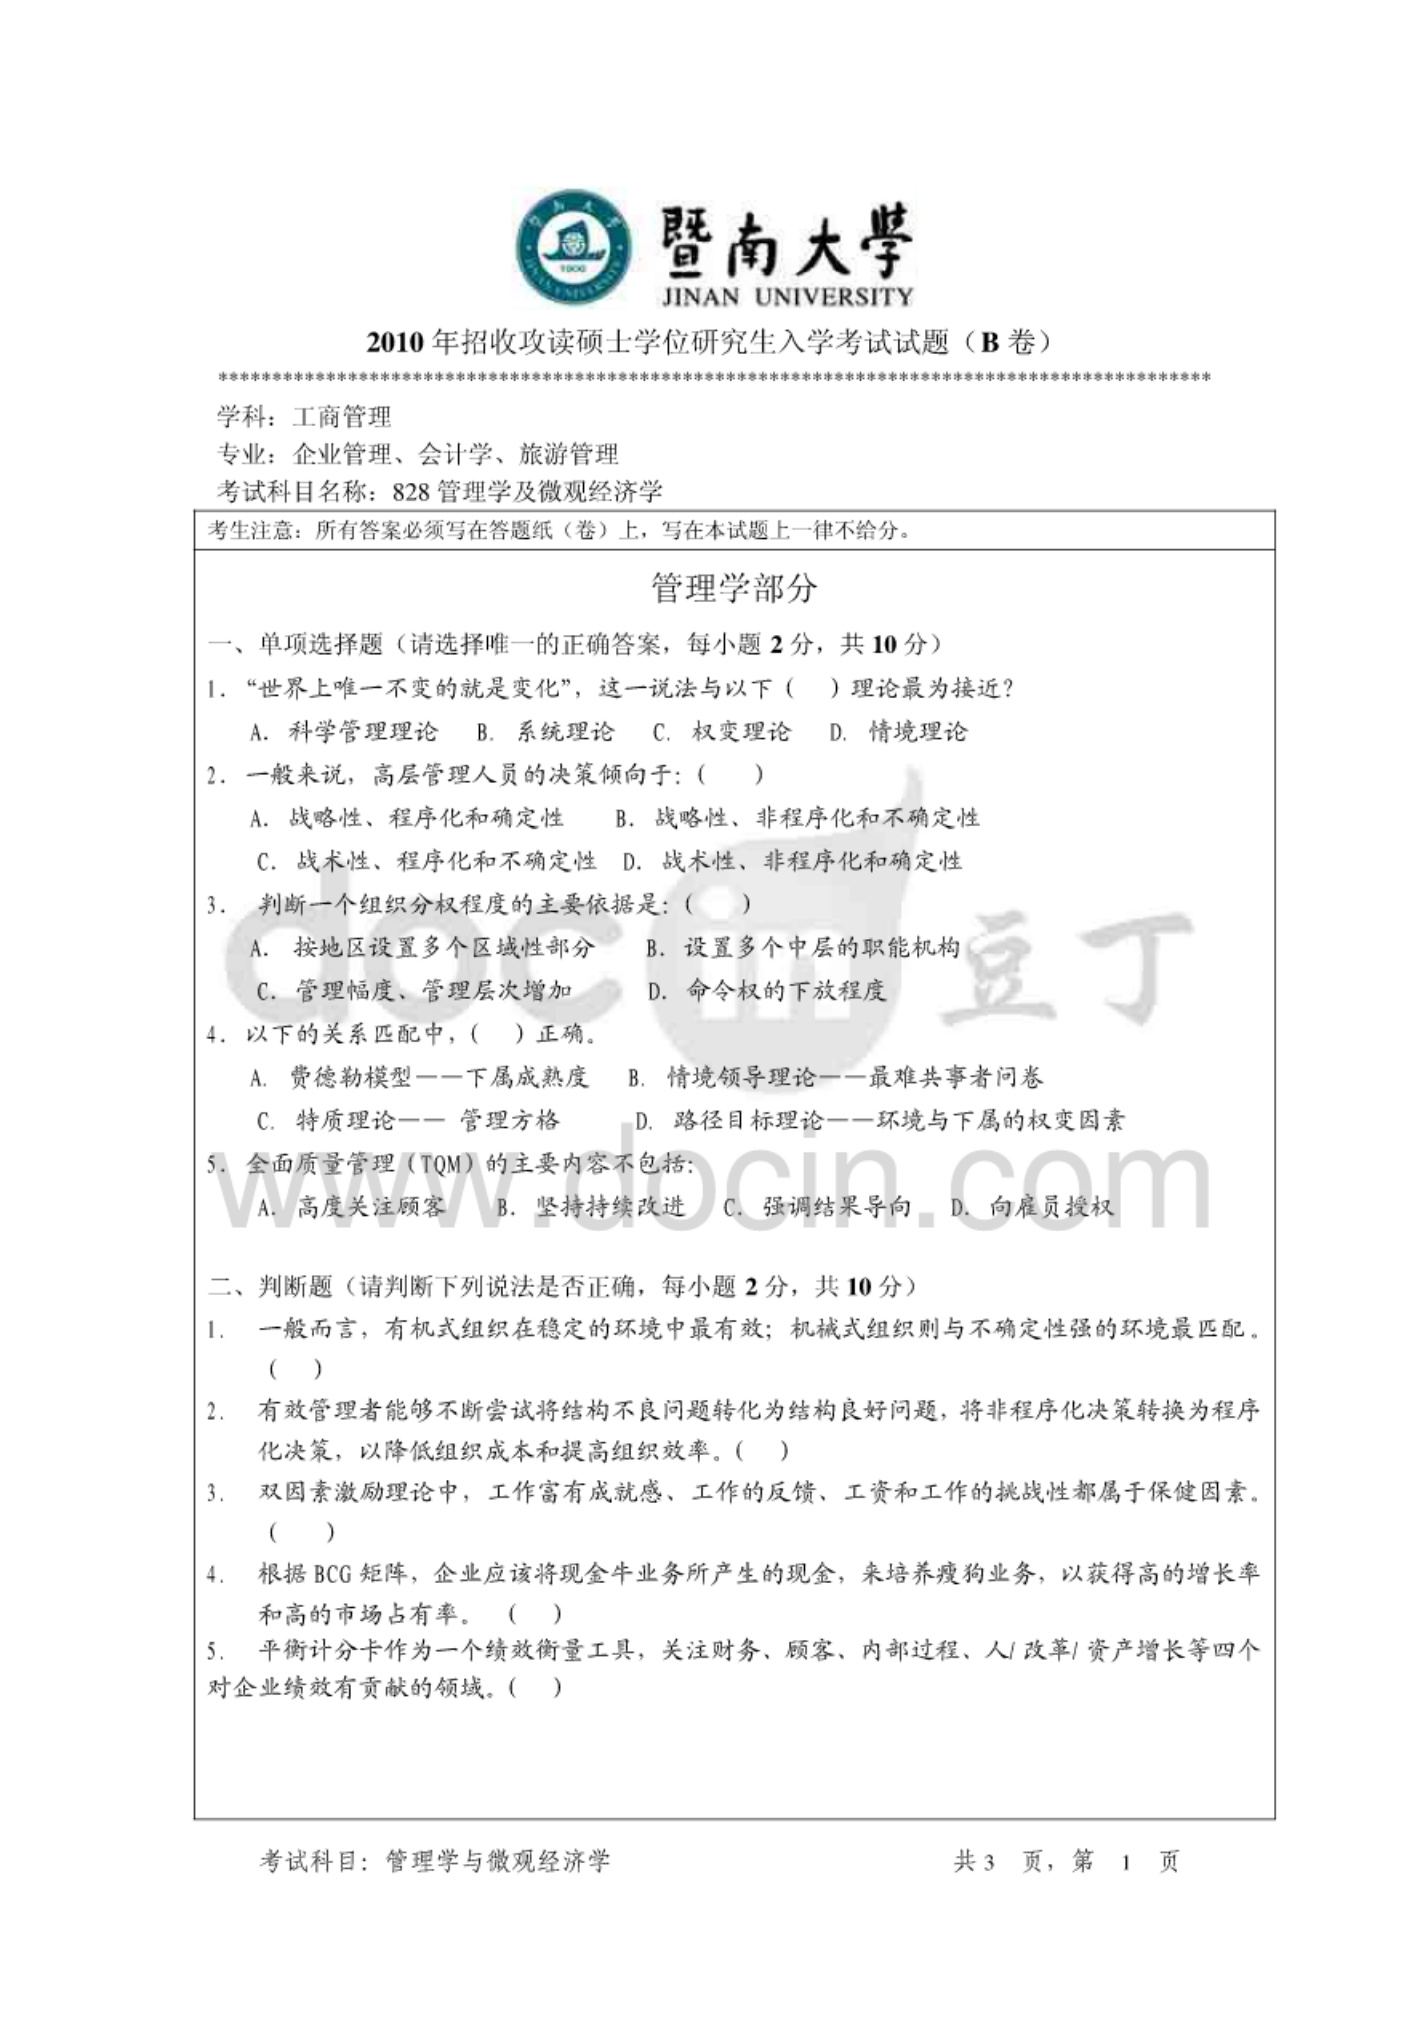 暨南大学
JINAN UNIVERSITY
2010 年招收攻读硕士学位研究生入学考试试题（B 卷）
********************************************************************************************
学科：工商管理
专业：企业管理、会计学、旅游管理
考试科目名称：828 管理学及微观经济学
考生注意：所有答案必须写在答题纸（卷）上，写在本试题上一律不给分。
管理学部分
一、单项选择题（请选择唯一的正确答案，每小题 2 分，共 10 分）
1．“世界上唯一不变的就是变化”，这一说法与以下（    ）理论最为接近？
A．科学管理理论    B．系统理论    C．权变理论    D．情境理论
2．一般来说，高层管理人员的决策倾向于：（    ）
A．战略性、程序化和确定性    B．战略性、非程序化和不确定性
C．战术性、程序化和不确定性  D．战术性、非程序化和确定性
3．  判断一个组织分权程度的主要依据是：（    ）
A．按地区设置多个区域性部分    B．设置多个中层的职能机构
C．管理幅度、管理层次增加    D．命令权的下放程度
4．以下的关系匹配中，（    ）正确。
A．费德勒模型——下属成熟度    B．情境领导理论——最难共事者问卷
C．特质理论—— 管理方格    D．路径目标理论——环境与下属的权变因素
5．全面质量管理（TQM）的主要内容不包括：
A．高度关注顾客    B．坚持持续改进    C．强调结果导向    D．向雇员授权
二、判断题（请判断下列说法是否正确，每小题 2 分，共 10 分）
1．  一般而言，有机式组织在稳定的环境中最有效；机械式组织则与不确定性强的环境最匹配。
（    ）
2．  有效管理者能够不断尝试将结构不良问题转化为结构良好问题，将非程序化决策转换为程序
化决策，以降低组织成本和提高组织效率。（    ）
3．  双因素激励理论中，工作富有成就感、工作的反馈、工资和工作的挑战性都属于保健因素。
（    ）
4．  根据 BCG 矩阵，企业应该将现金牛业务所产生的现金，来培养瘦狗业务，以获得高的增长率
和高的市场占有率。 （    ）
5．  平衡计分卡作为一个绩效衡量工具，关注财务、顾客、内部过程、人/ 改革/ 资产增长等四个
对企业绩效有贡献的领域。（    ）
docin 豆丁
www.docin.com
考试科目：管理学与微观经济学    共 3 页，第 1 页